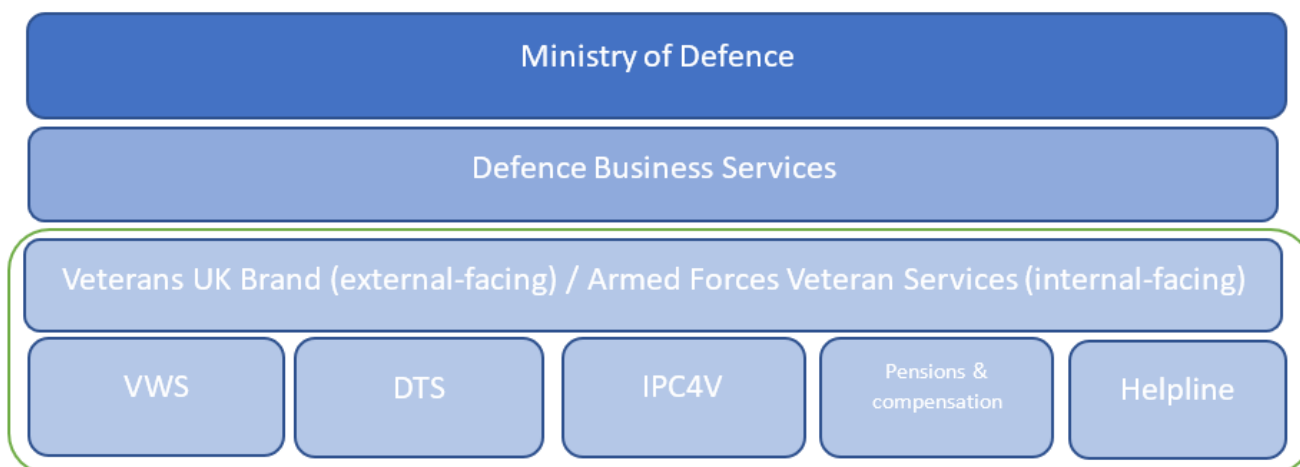 Ministry of Defence
Defence Business Services
Veterans UK Brand (external-facing) / Armed Forces Veteran Services (internal-facing)
VWS
DTS
IPC4V
Pensions &
compensation
Helpline